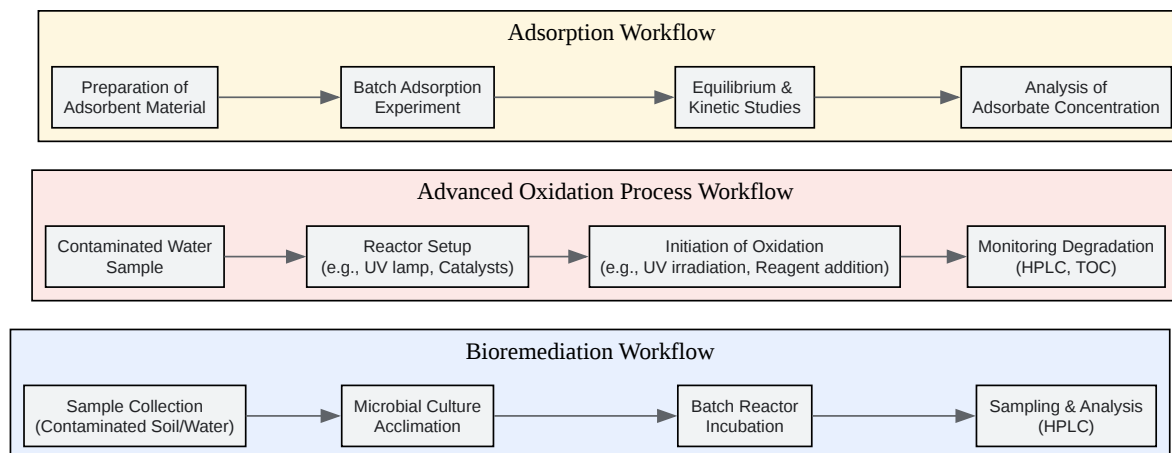 Adsorption Workflow
Preparation of
Adsorbent Material
Batch Adsorption
Experiment
Equilibrium &
Kinetic Studies
Analysis of
Adsorbate Concentration
Advanced Oxidation Process Workflow
Contaminated Water
Sample
Reactor Setup
(e.g., UV lamp, Catalysts)
Initiation of Oxidation
(e.g., UV irradiation, Reagent addition)
Monitoring Degradation
(HPLC, TOC)
Bioremediation Workflow
Sample Collection
(Contaminated Soil/Water)
Microbial Culture
Acclimation
Batch Reactor
Incubation
Sampling & Analysis
(HPLC)